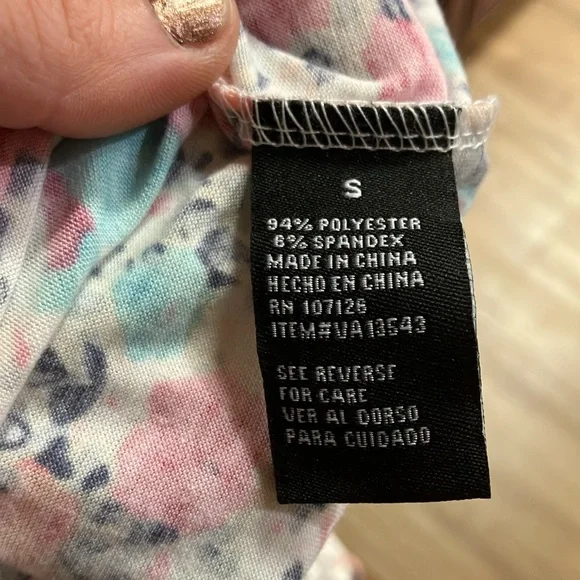 S
94% POLYESTER
6% SPANDEX
MADE IN CHINA
HECHO EN CHINA
RN 107126
ITEM#VA13543
SEE REVERSE
FOR CARE
VER AL DORSO
PARA CUIDADO